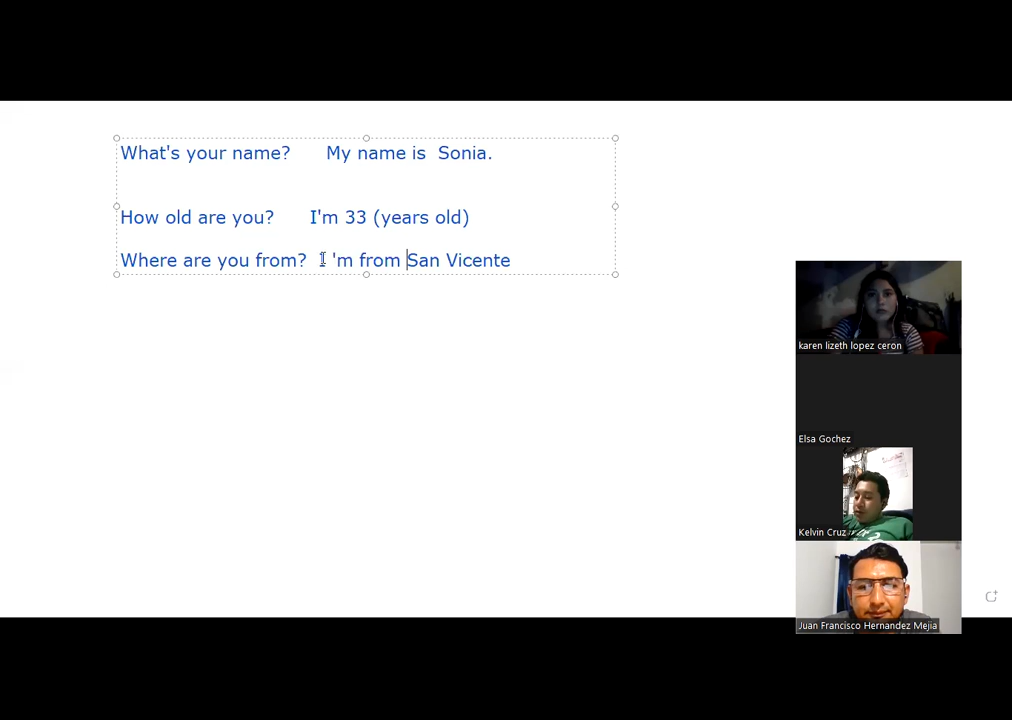 What's your name? My name is Sonia.
How old are you? I'm 33 (years old)
Where are you from? I 'm from San Vicente
karen lizeth lopez ceron
Elsa Gochez
Kelvin Cruz
Juan Francisco Hernandez Mejia